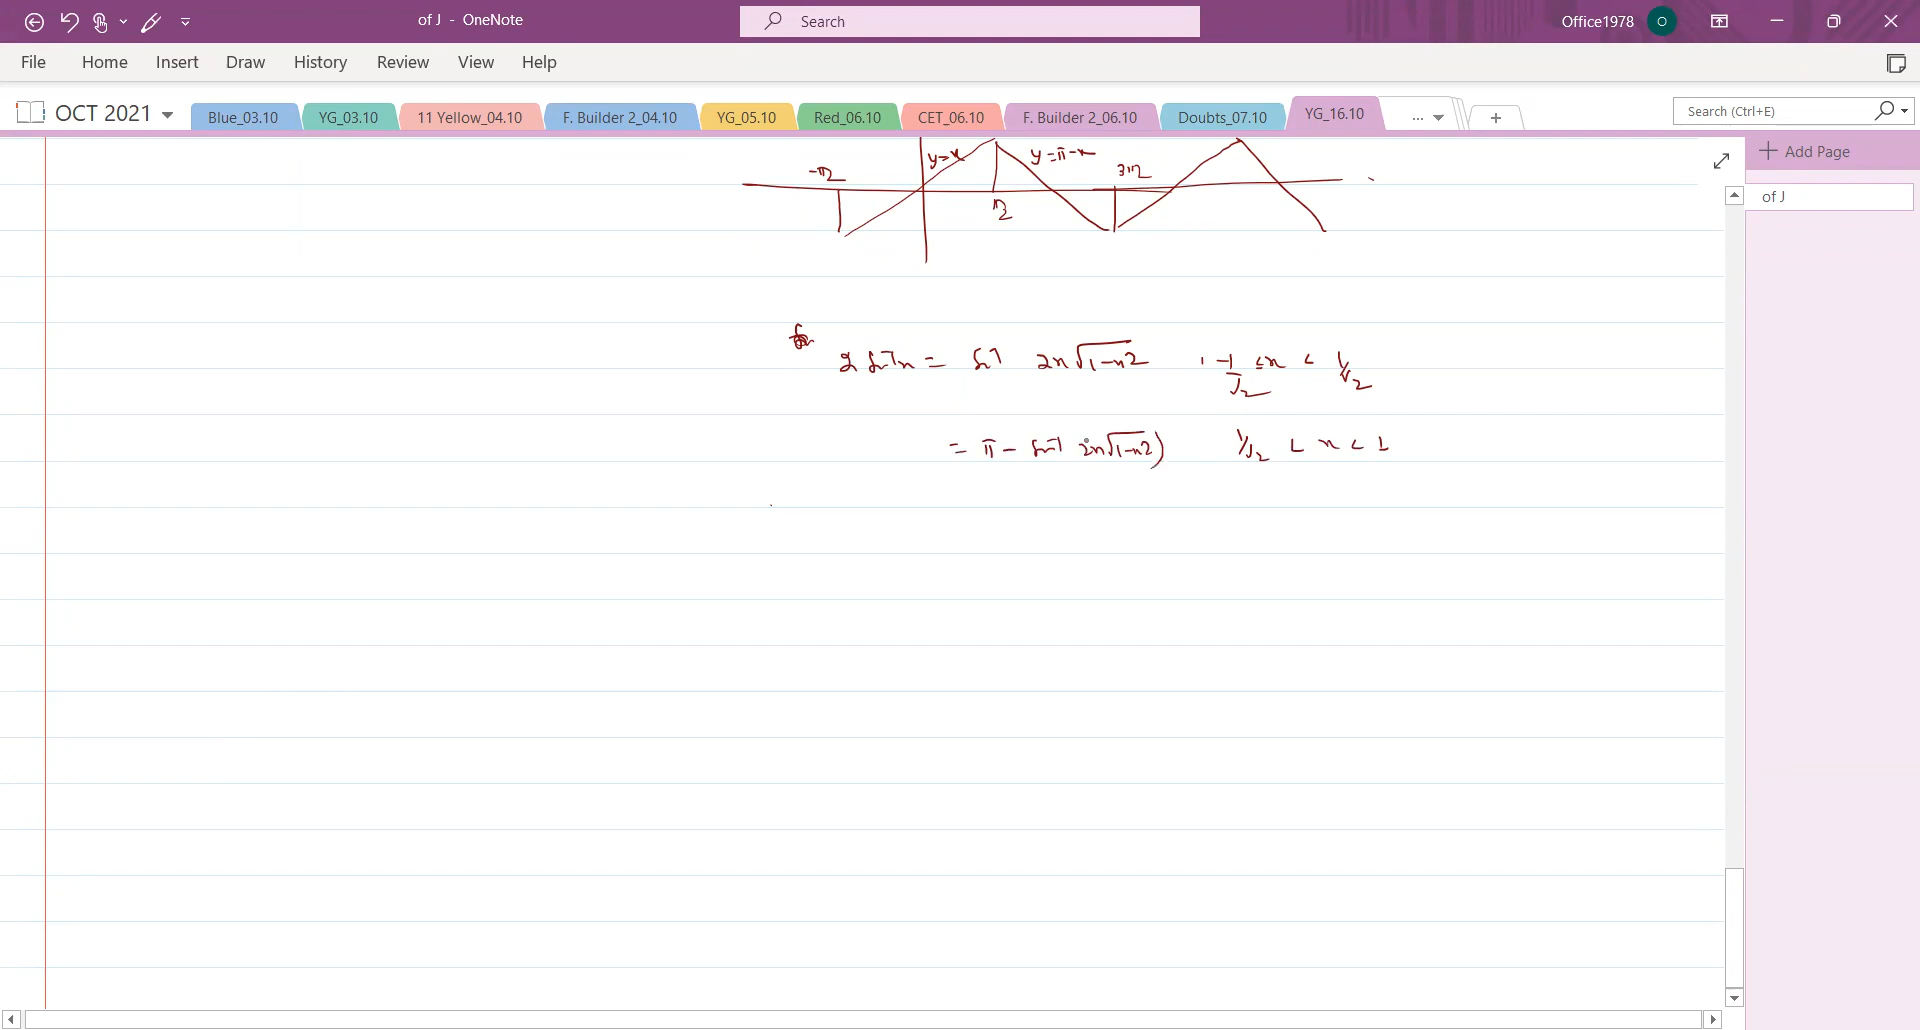 of J - OneNote
Search
Office1978
O
File Home Insert Draw History Review View Help
OCT 2021
Blue_03.10 YG_03.10 11 Yellow_04.10 F. Builder 2_04.10 YG_05.10 Red_06.10 CET_06.10 F. Builder 2_06.10 Doubts_07.10 YG_16.10 ... +
Search (Ctrl+E)
Add Page
of J
y=x y=π-x
-π/2 3π/2
π/2
2 sin⁻¹x = sin⁻¹ 2x√1-x2 , -1/√2 ≤ x < 1/√2
= π - sin⁻¹ 2x√1-x2) 1/√2 < x < 1